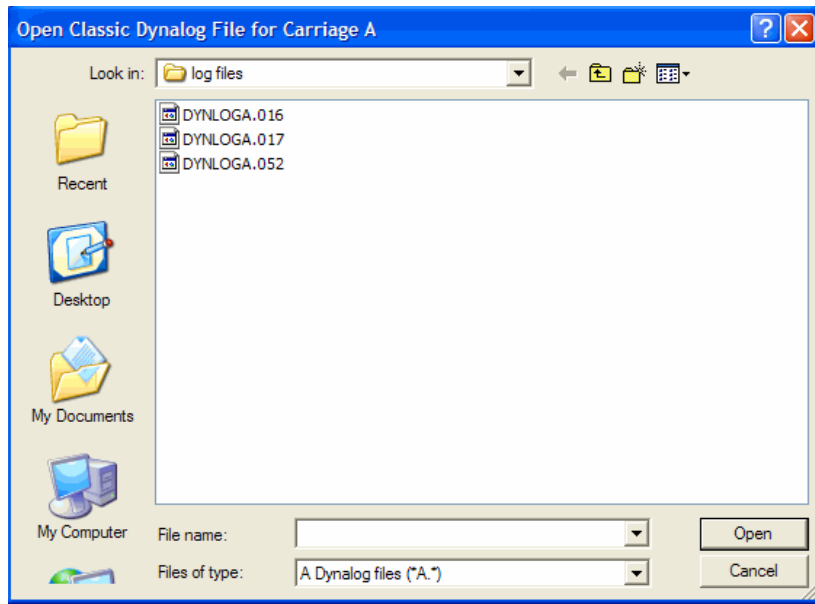 Open Classic Dynalog File for Carriage A
Look in:
log files
DYNLOGA.016
DYNLOGA.017
DYNLOGA.052
Recent
Desktop
My Documents
My Computer
File name:
Open
Files of type:
A Dynalog files (*A.*)
Cancel